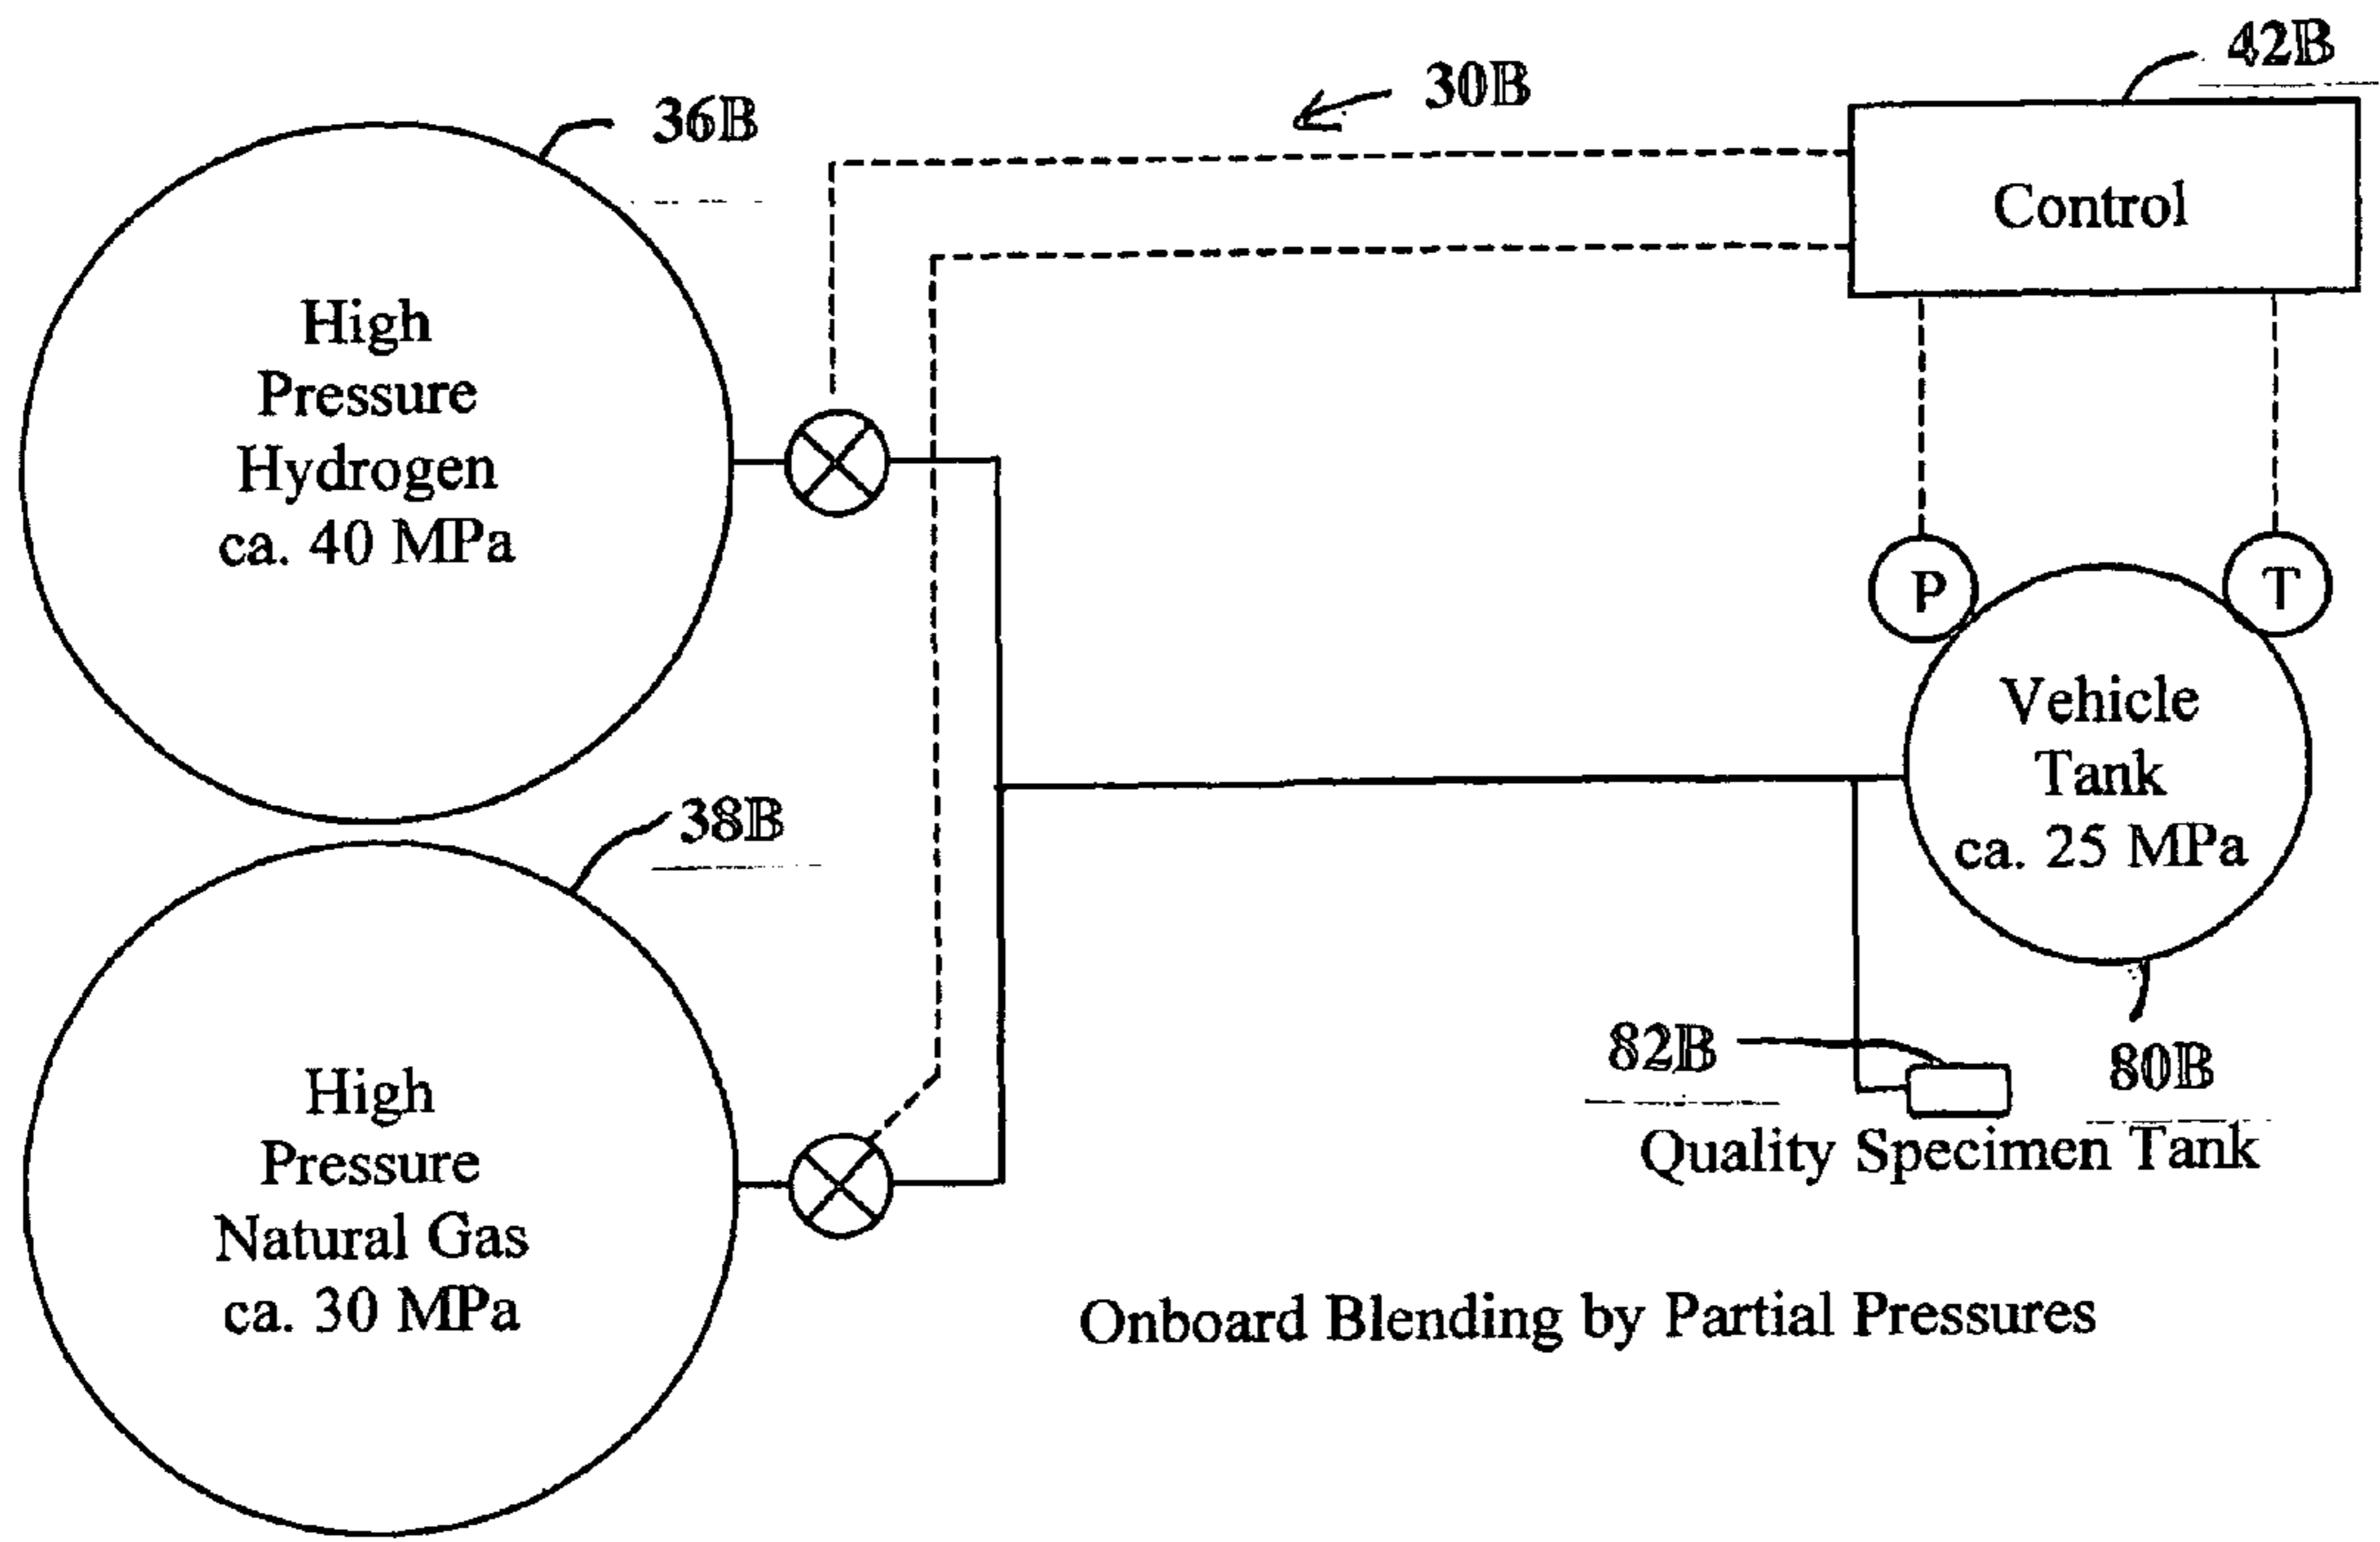 42B
30B
36B
Control
High
Pressure
Hydrogen
ca. 40 MPa
P
T
Vehicle
Tank
ca. 25 MPa
38B
82B
80B
Quality Specimen Tank
High
Pressure
Natural Gas
ca. 30 MPa
Onboard Blending by Partial Pressures